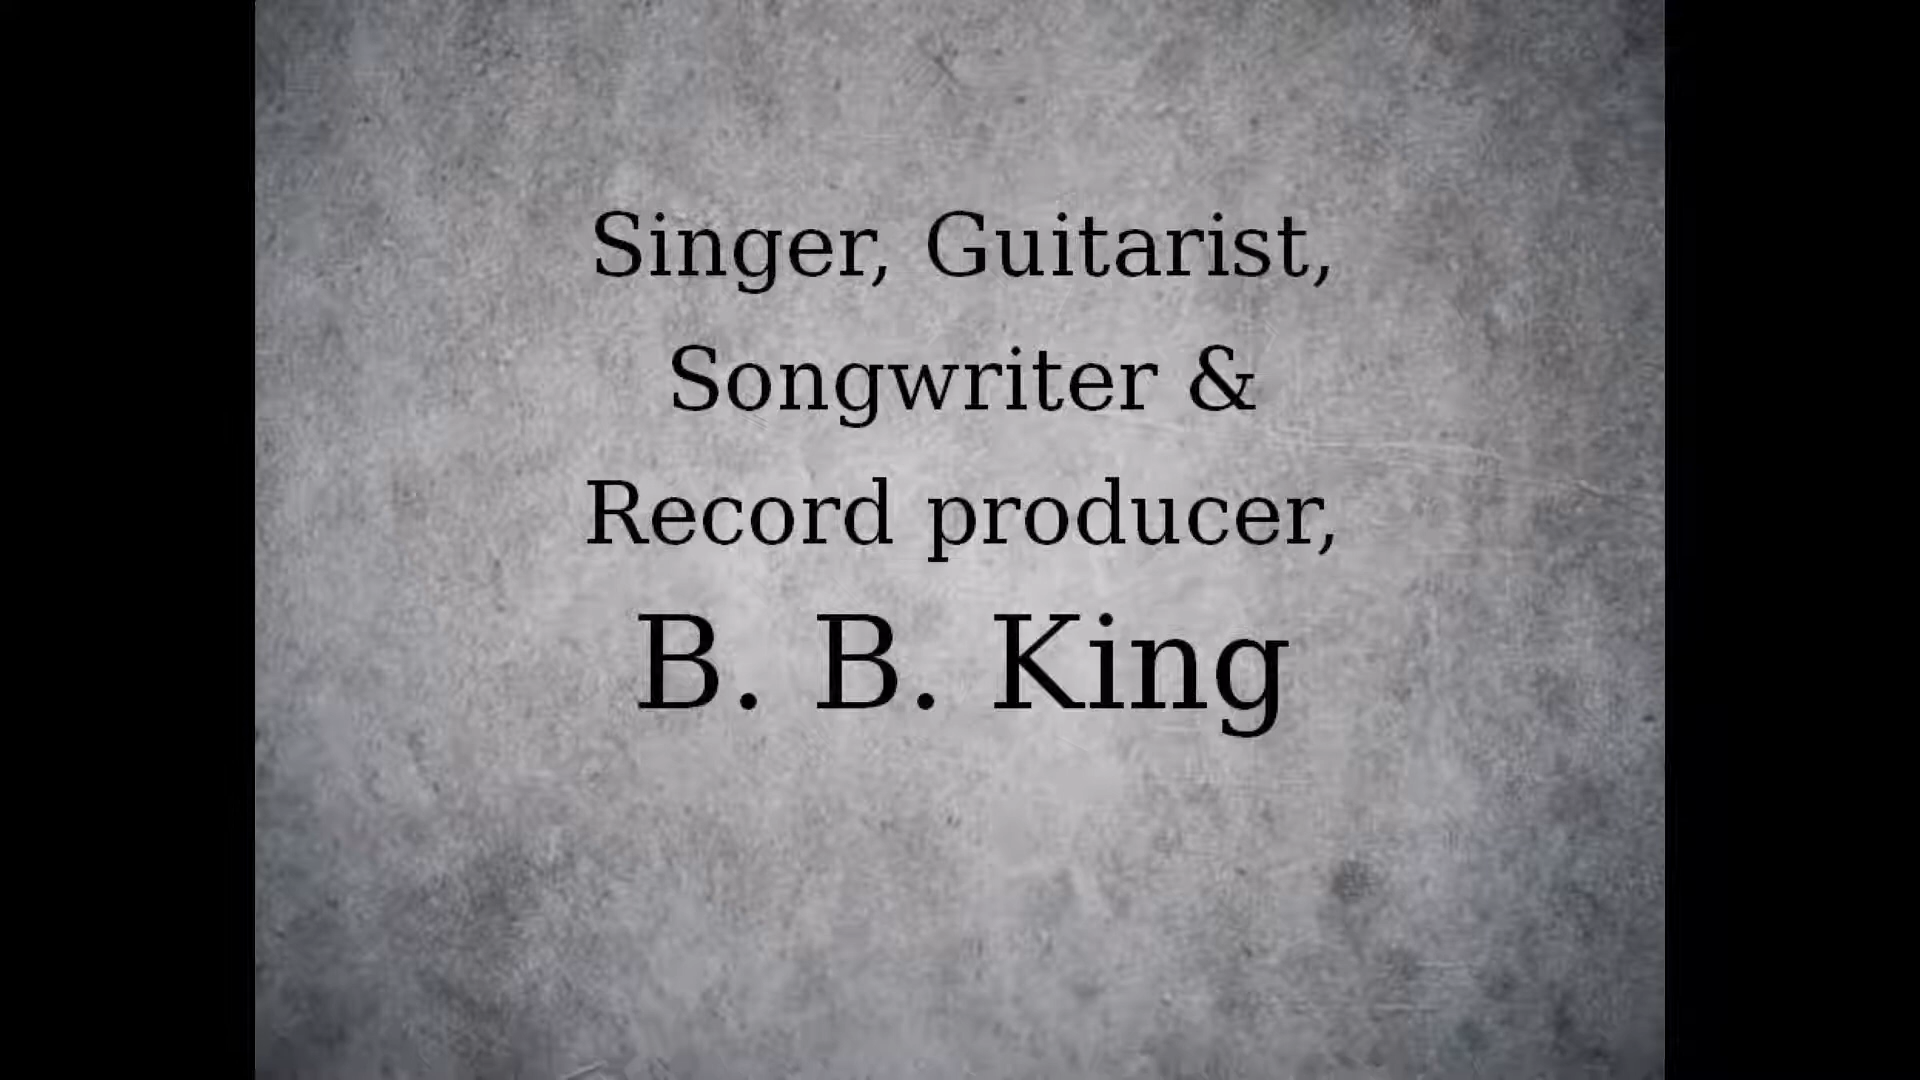 Singer, Guitarist,
Songwriter &
Record producer,
B. B. King